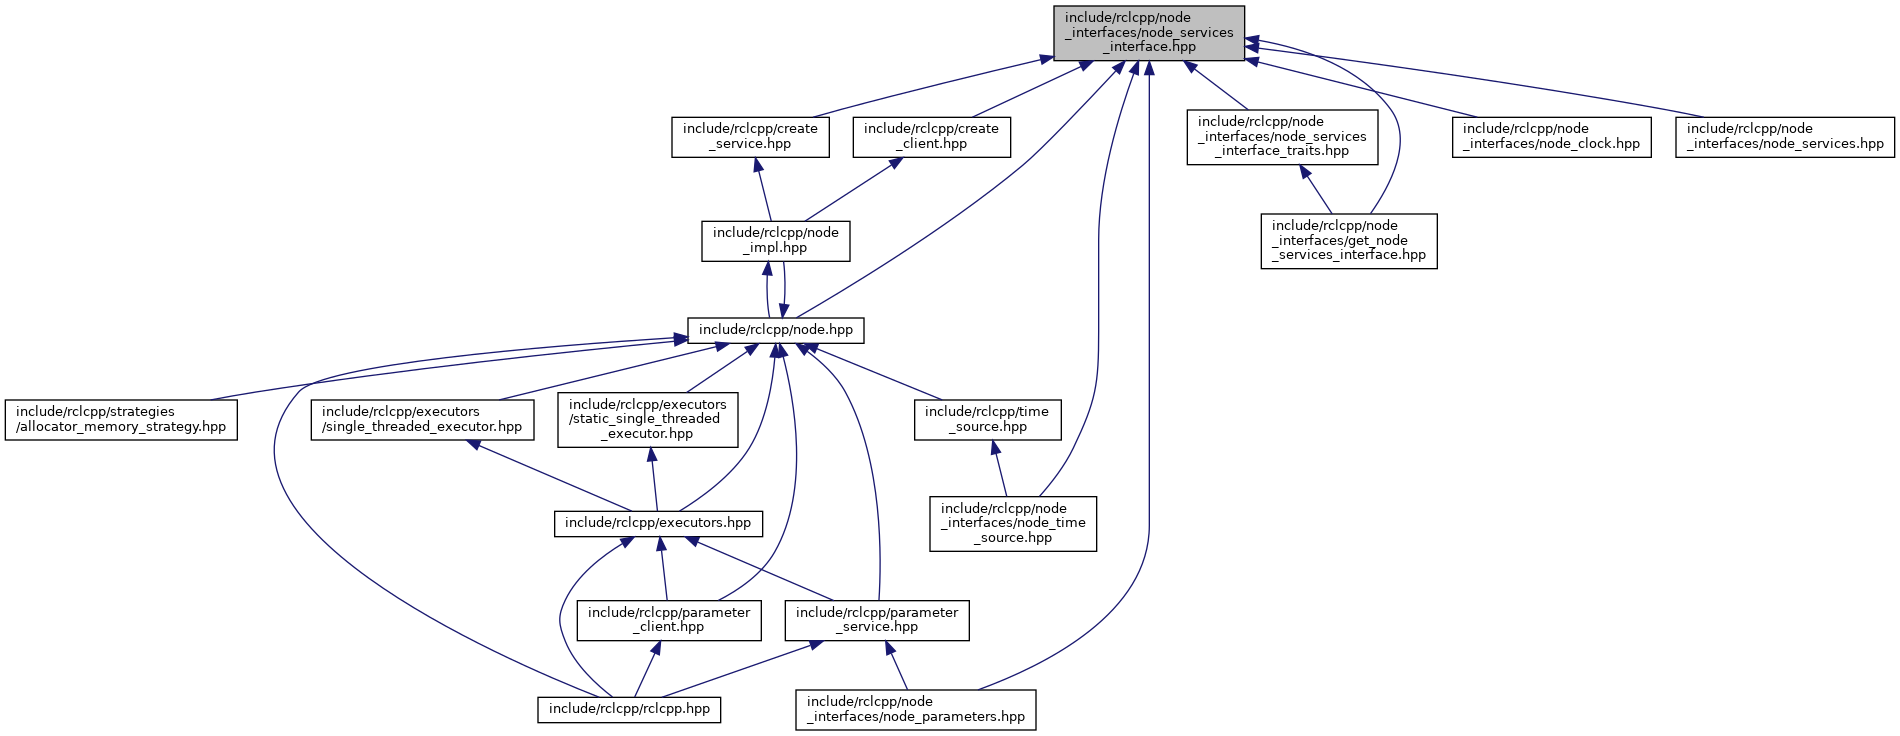 include/rclcpp/node
_interfaces/node_services
_interface.hpp
include/rclcpp/create
_service.hpp
include/rclcpp/create
_client.hpp
include/rclcpp/node
_interfaces/node_services
_interface_traits.hpp
include/rclcpp/node
_interfaces/node_clock.hpp
include/rclcpp/node
_interfaces/node_services.hpp
include/rclcpp/node
_impl.hpp
include/rclcpp/node
_interfaces/get_node
_services_interface.hpp
include/rclcpp/node.hpp
include/rclcpp/strategies
/allocator_memory_strategy.hpp
include/rclcpp/executors
/single_threaded_executor.hpp
include/rclcpp/executors
/static_single_threaded
_executor.hpp
include/rclcpp/time
_source.hpp
include/rclcpp/executors.hpp
include/rclcpp/node
_interfaces/node_time
_source.hpp
include/rclcpp/parameter
_client.hpp
include/rclcpp/parameter
_service.hpp
include/rclcpp/rclcpp.hpp
include/rclcpp/node
_interfaces/node_parameters.hpp